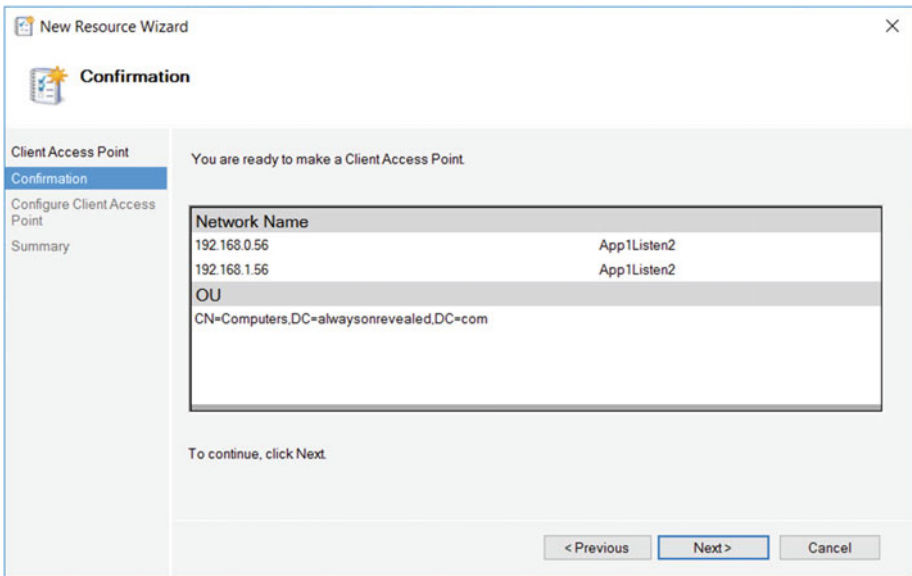 New Resource Wizard
Confirmation
Client Access Point
Confirmation
Configure Client Access
Point
Summary
You are ready to make a Client Access Point.
Network Name
192.168.0.56 App1Listen2
192.168.1.56 App1Listen2
OU
CN=Computers,DC=alwaysonrevealed,DC=com
To continue, click Next.
< Previous
Next >
Cancel